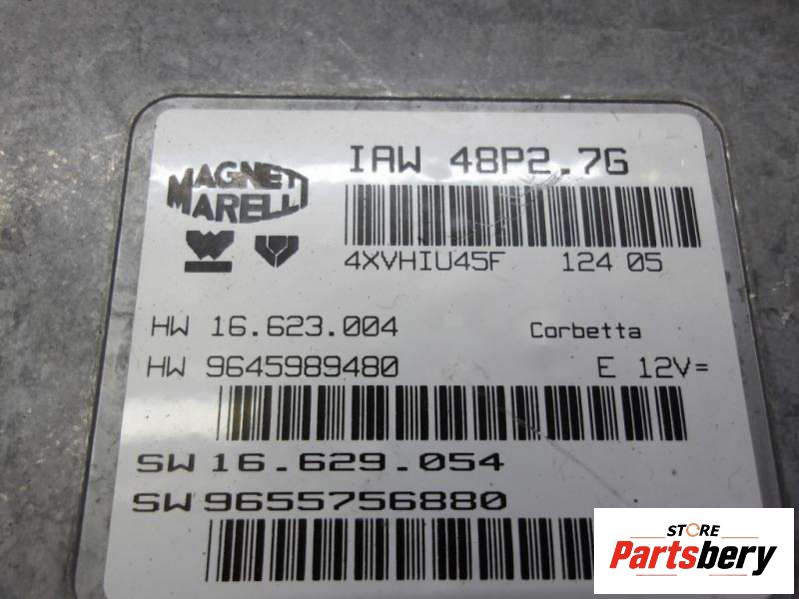 MAGNETI
MARELLI
IAW 48P2.7G
4XVHIU45F 124 05
HW 16.623.004 Corbetta
HW 9645989480 E 12V=
SW 16.629.054
SW 9655756880
STORE
Partsbery